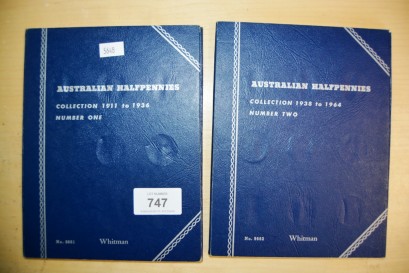 5848
AUSTRALIAN HALFPENNIES
COLLECTION 1911 to 1936
NUMBER ONE
LOT NUMBER
747
Whitman
AUSTRALIAN HALFPENNIES
COLLECTION 1938 to 1964
NUMBER TWO
Whitman